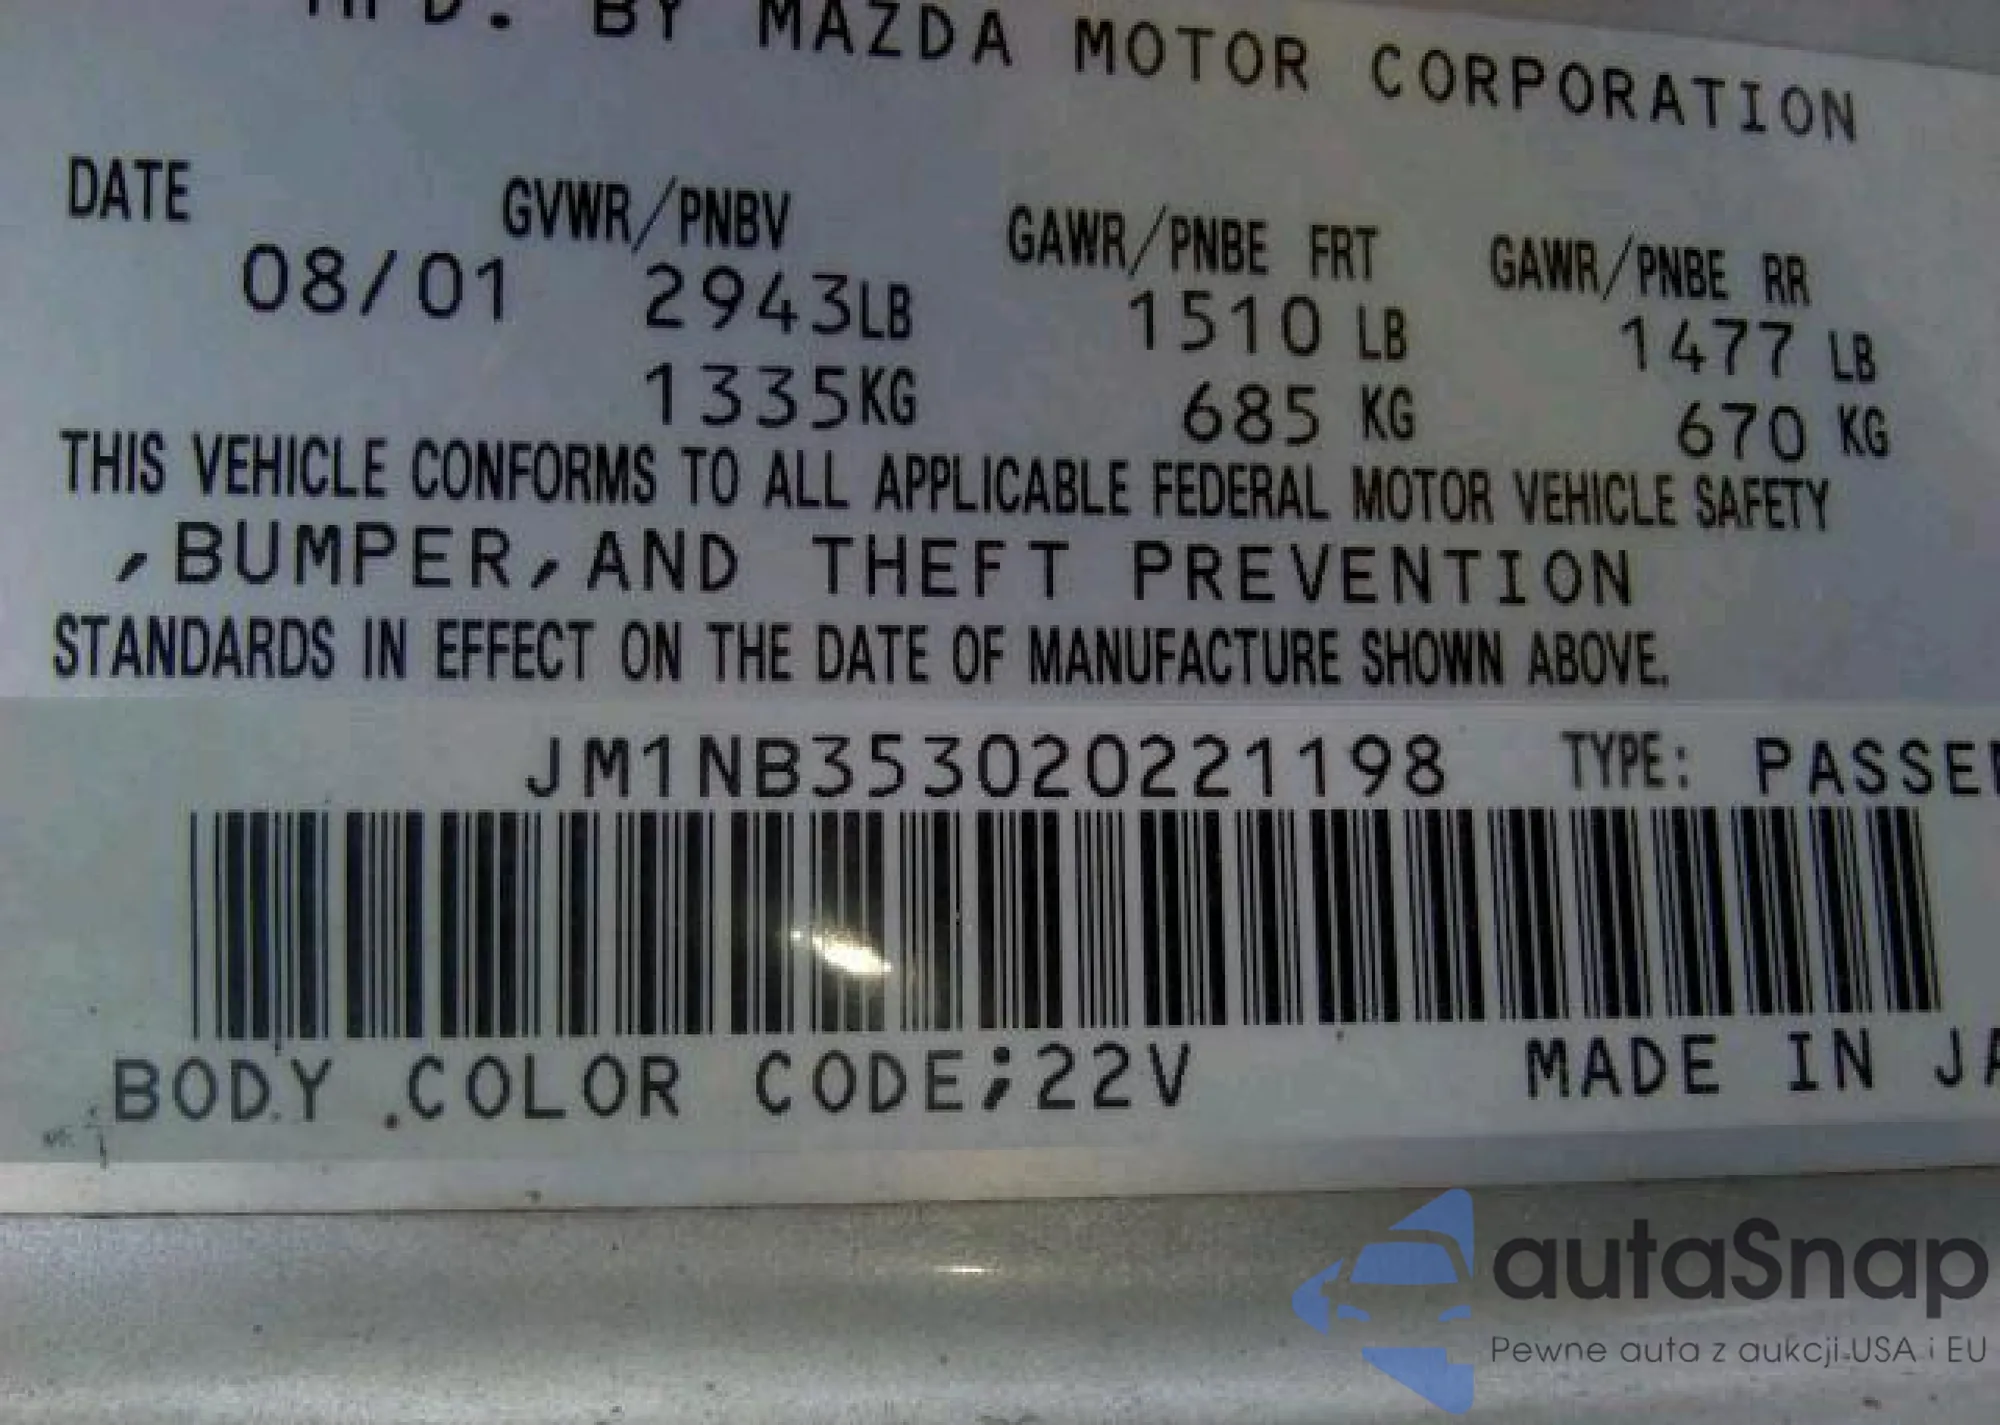 MFD. BY MAZDA MOTOR CORPORATION
DATE GVWR/PNBV GAWR/PNBE FRT GAWR/PNBE RR
08/01 2943LB 1510 LB 1477 LB
1335KG 685 KG 670 KG
THIS VEHICLE CONFORMS TO ALL APPLICABLE FEDERAL MOTOR VEHICLE SAFETY
,BUMPER,AND THEFT PREVENTION
STANDARDS IN EFFECT ON THE DATE OF MANUFACTURE SHOWN ABOVE.
JM1NB353020221198 TYPE: PASSE
BODY COLOR CODE;22V MADE IN JA
autaSnap
Pewne auta z aukcji USA i EU